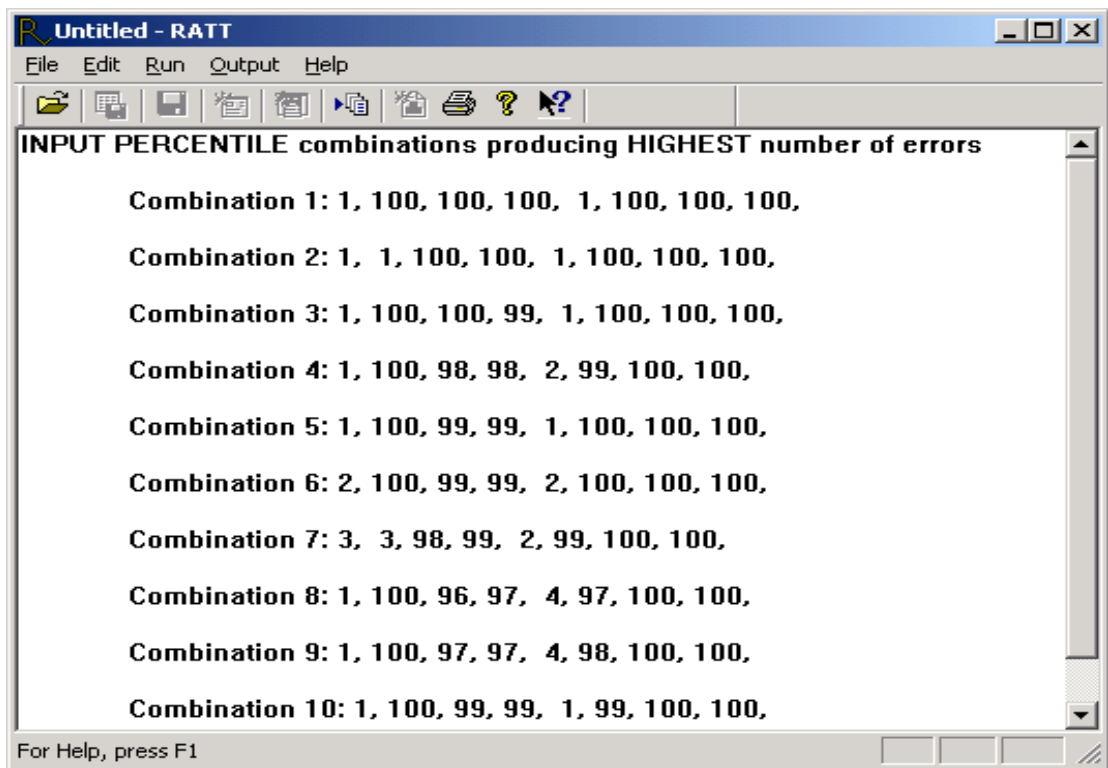 Untitled - RATT
File Edit Run Output Help
INPUT PERCENTILE combinations producing HIGHEST number of errors
Combination 1: 1, 100, 100, 100, 1, 100, 100, 100,
Combination 2: 1, 1, 100, 100, 1, 100, 100, 100,
Combination 3: 1, 100, 100, 99, 1, 100, 100, 100,
Combination 4: 1, 100, 98, 98, 2, 99, 100, 100,
Combination 5: 1, 100, 99, 99, 1, 100, 100, 100,
Combination 6: 2, 100, 99, 99, 2, 100, 100, 100,
Combination 7: 3, 3, 98, 99, 2, 99, 100, 100,
Combination 8: 1, 100, 96, 97, 4, 97, 100, 100,
Combination 9: 1, 100, 97, 97, 4, 98, 100, 100,
Combination 10: 1, 100, 99, 99, 1, 99, 100, 100,
For Help, press F1